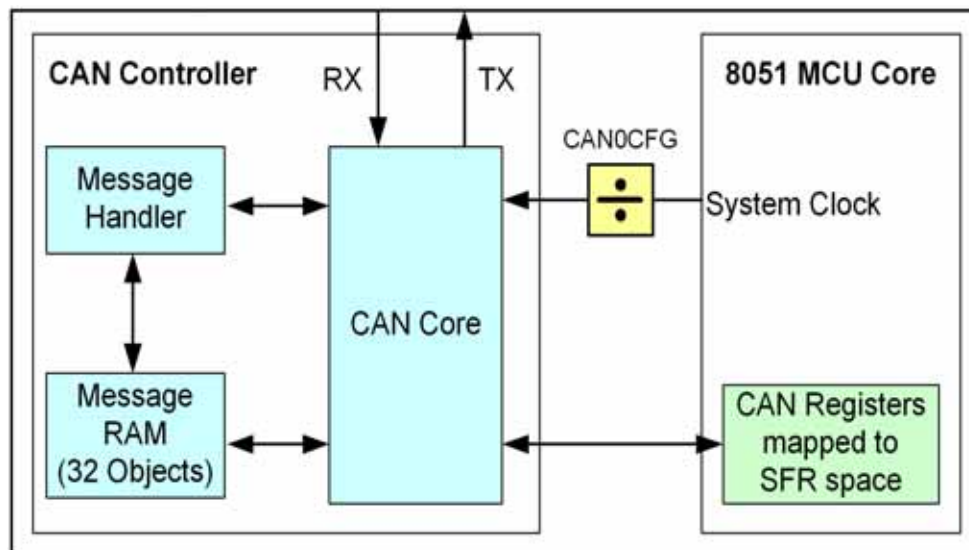 CAN Controller
RX
TX
8051 MCU Core
CAN0CFG
Message
Handler
÷
System Clock
CAN Core
Message
RAM
(32 Objects)
CAN Registers
mapped to
SFR space